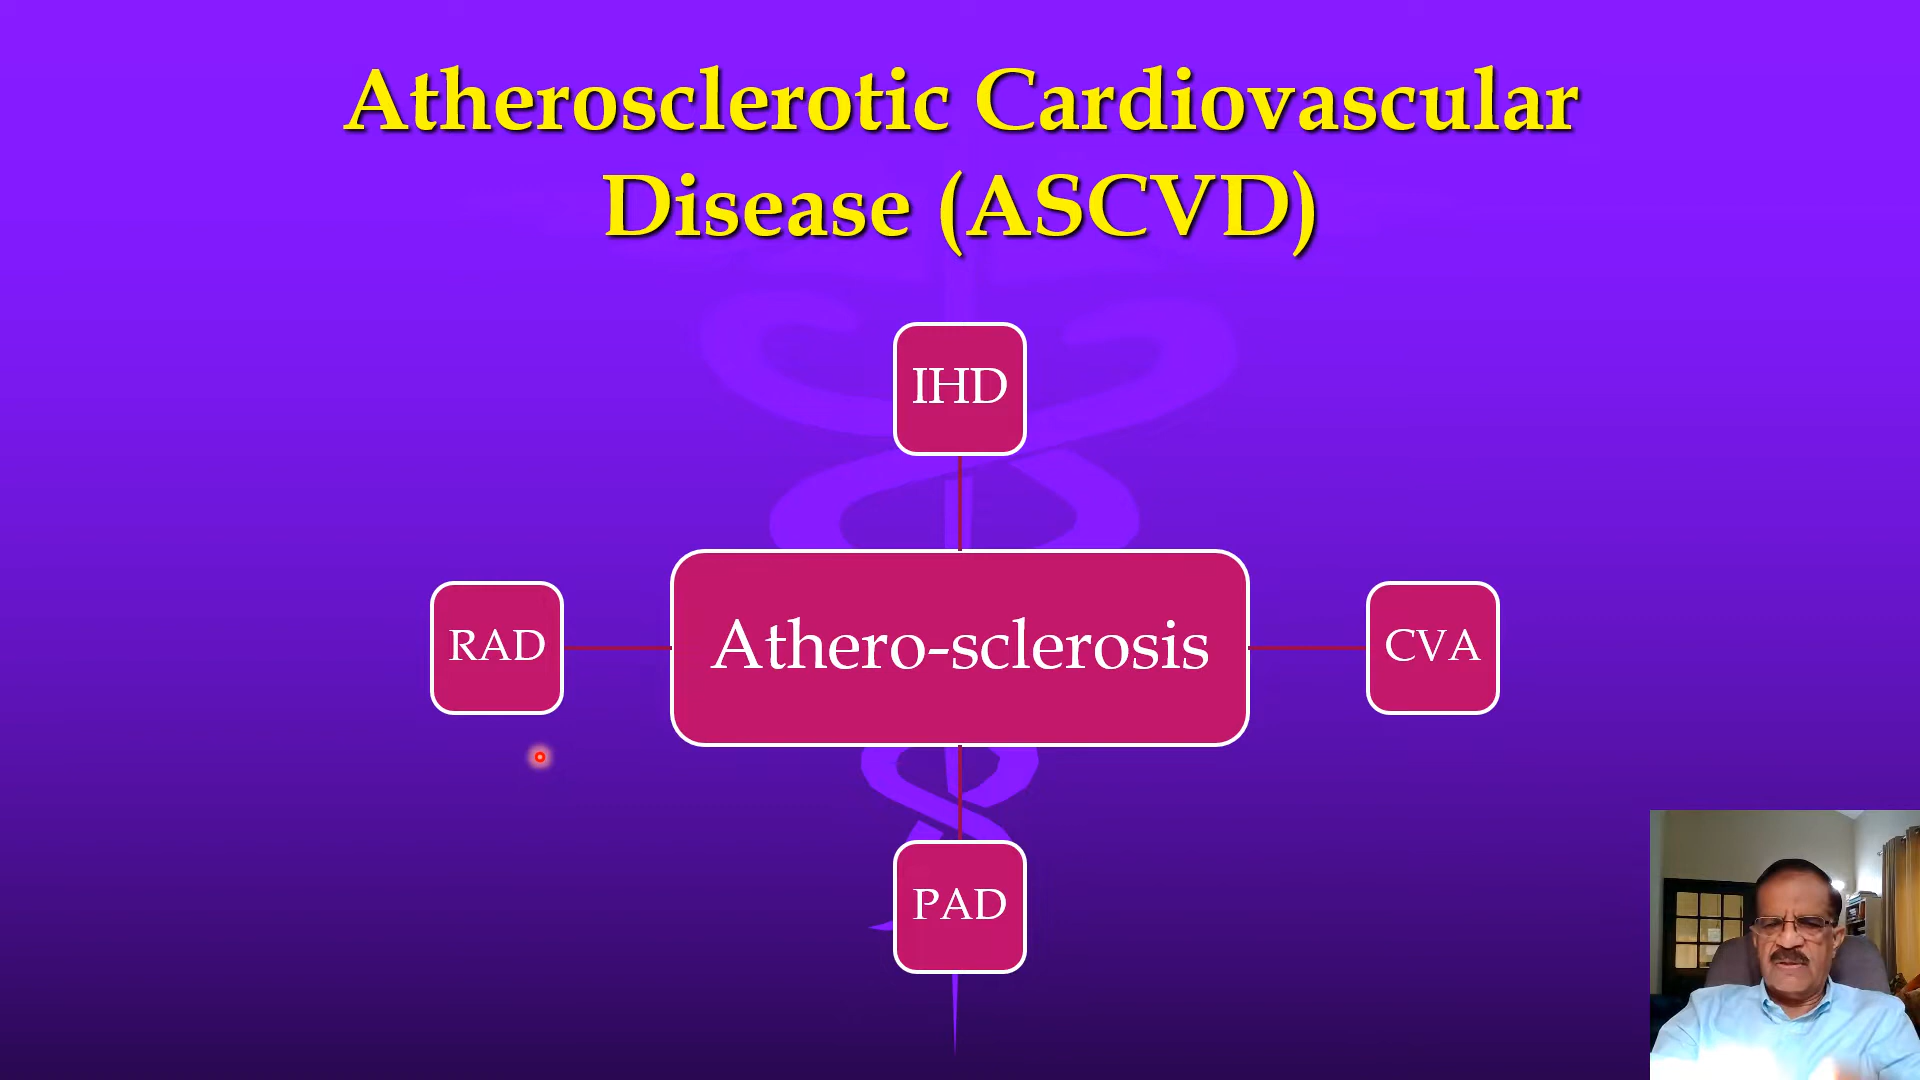 Atherosclerotic Cardiovascular
Disease (ASCVD)
IHD
RAD
Athero-sclerosis
CVA
PAD